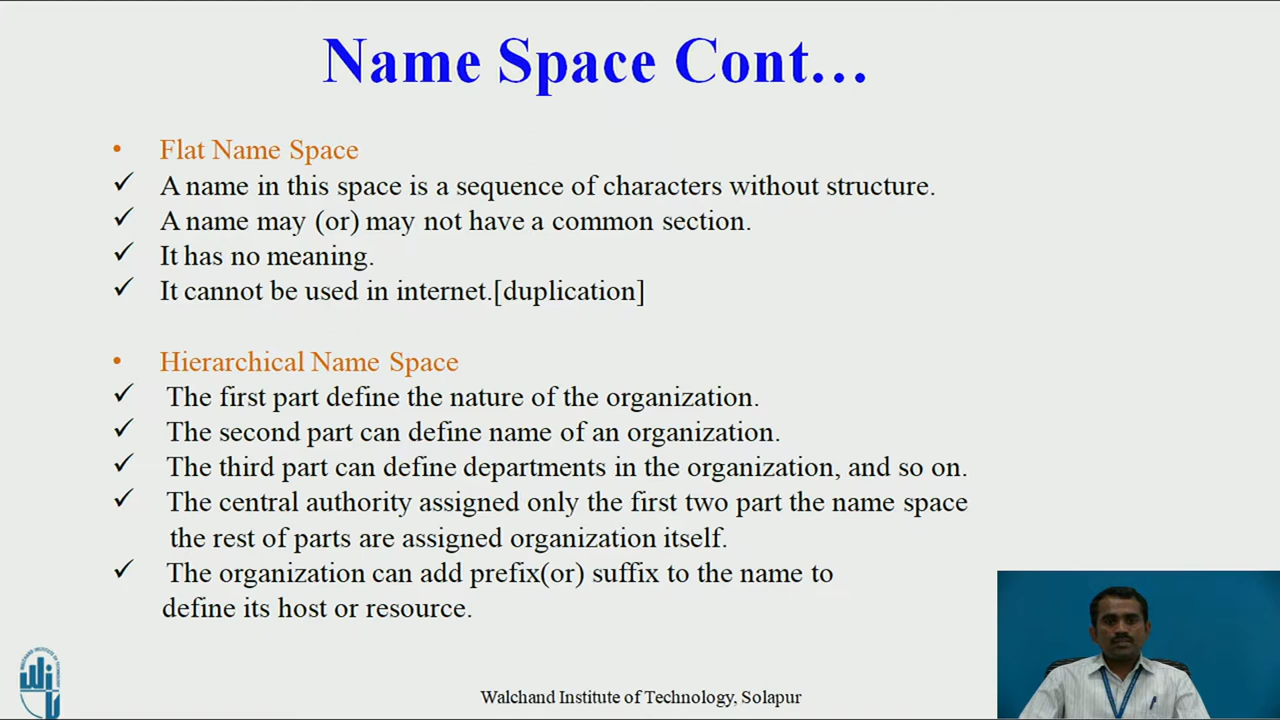 Name Space Cont…
• Flat Name Space
✓ A name in this space is a sequence of characters without structure.
✓ A name may (or) may not have a common section.
✓ It has no meaning.
✓ It cannot be used in internet.[duplication]
• Hierarchical Name Space
✓ The first part define the nature of the organization.
✓ The second part can define name of an organization.
✓ The third part can define departments in the organization, and so on.
✓ The central authority assigned only the first two part the name space
the rest of parts are assigned organization itself.
✓ The organization can add prefix(or) suffix to the name to
define its host or resource.
WALCHAND INSTITUTE OF TECHNOLOGY
WIT
Walchand Institute of Technology, Solapur